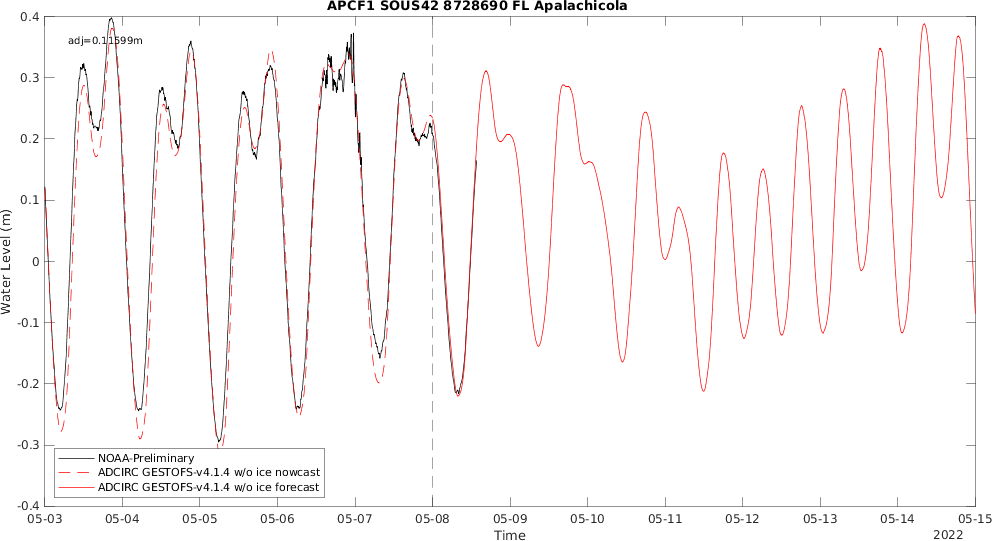 APCF1 SOUS42 8728690 FL Apalachicola
adj=0.11599m
0.4
0.3
0.2
0.1
0
-0.1
-0.2
-0.3
-0.4
Water Level (m)
NOAA-Preliminary
ADCIRC GESTOFS-v4.1.4 w/o ice nowcast
ADCIRC GESTOFS-v4.1.4 w/o ice forecast
05-03 05-04 05-05 05-06 05-07 05-08 05-09 05-10 05-11 05-12 05-13 05-14 05-15
Time
2022